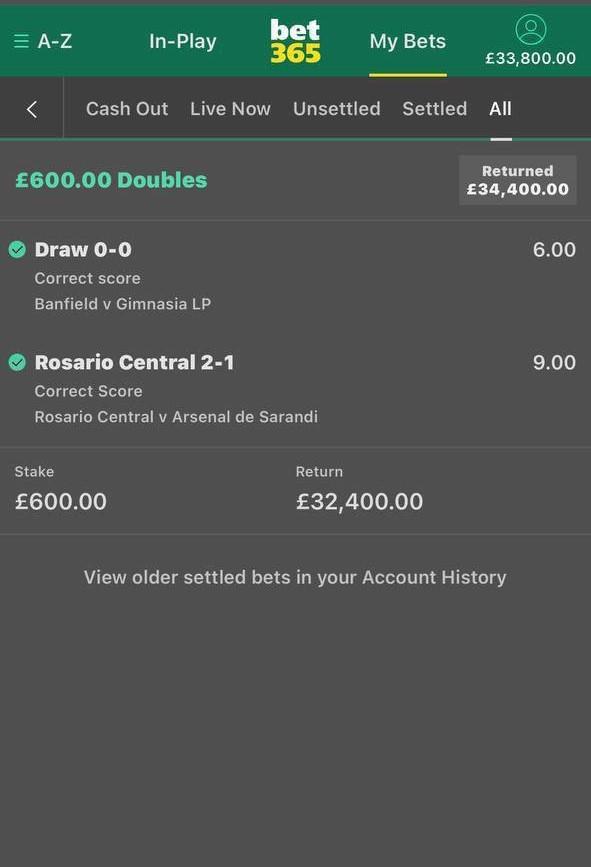 A-Z
In-Play
bet
365
My Bets
£33,800.00
Cash Out
Live Now
Unsettled
Settled
All
£600.00 Doubles
Returned
£34,400.00
Draw 0-0
6.00
Correct score
Banfield v Gimnasia LP
Rosario Central 2-1
9.00
Correct Score
Rosario Central v Arsenal de Sarandi
Stake
Return
£600.00
£32,400.00
View older settled bets in your Account History